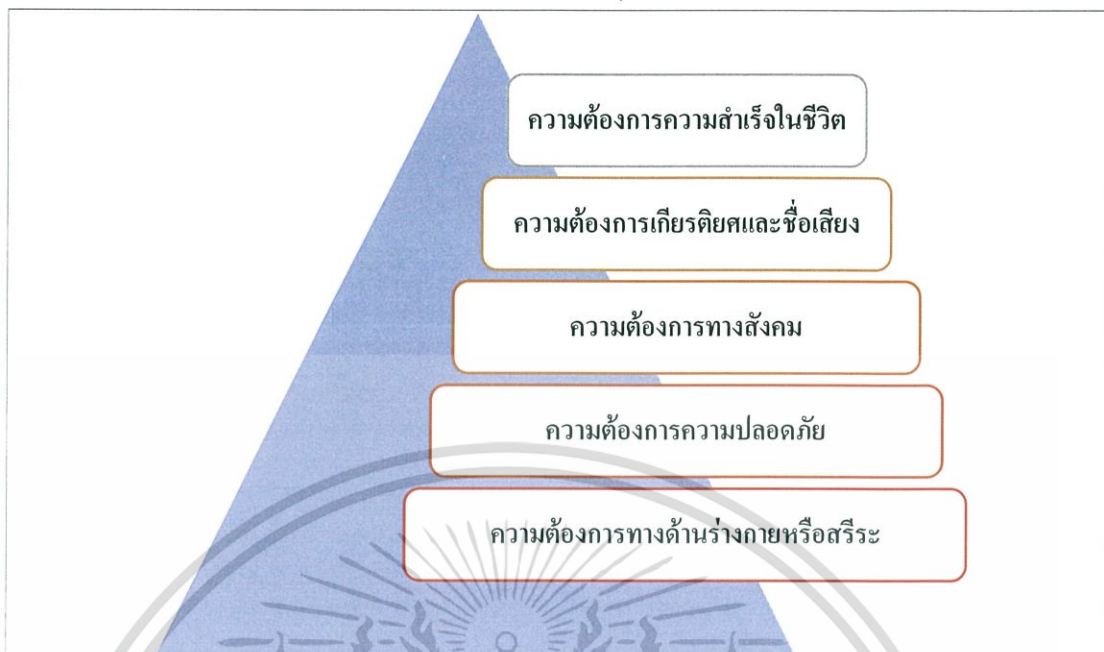 ความต้องการความสำเร็จในชีวิต
ความต้องการเกียรติยศและชื่อเสียง
ความต้องการทางสังคม
ความต้องการความปลอดภัย
ความต้องการทางด้านร่างกายหรือสรีระ